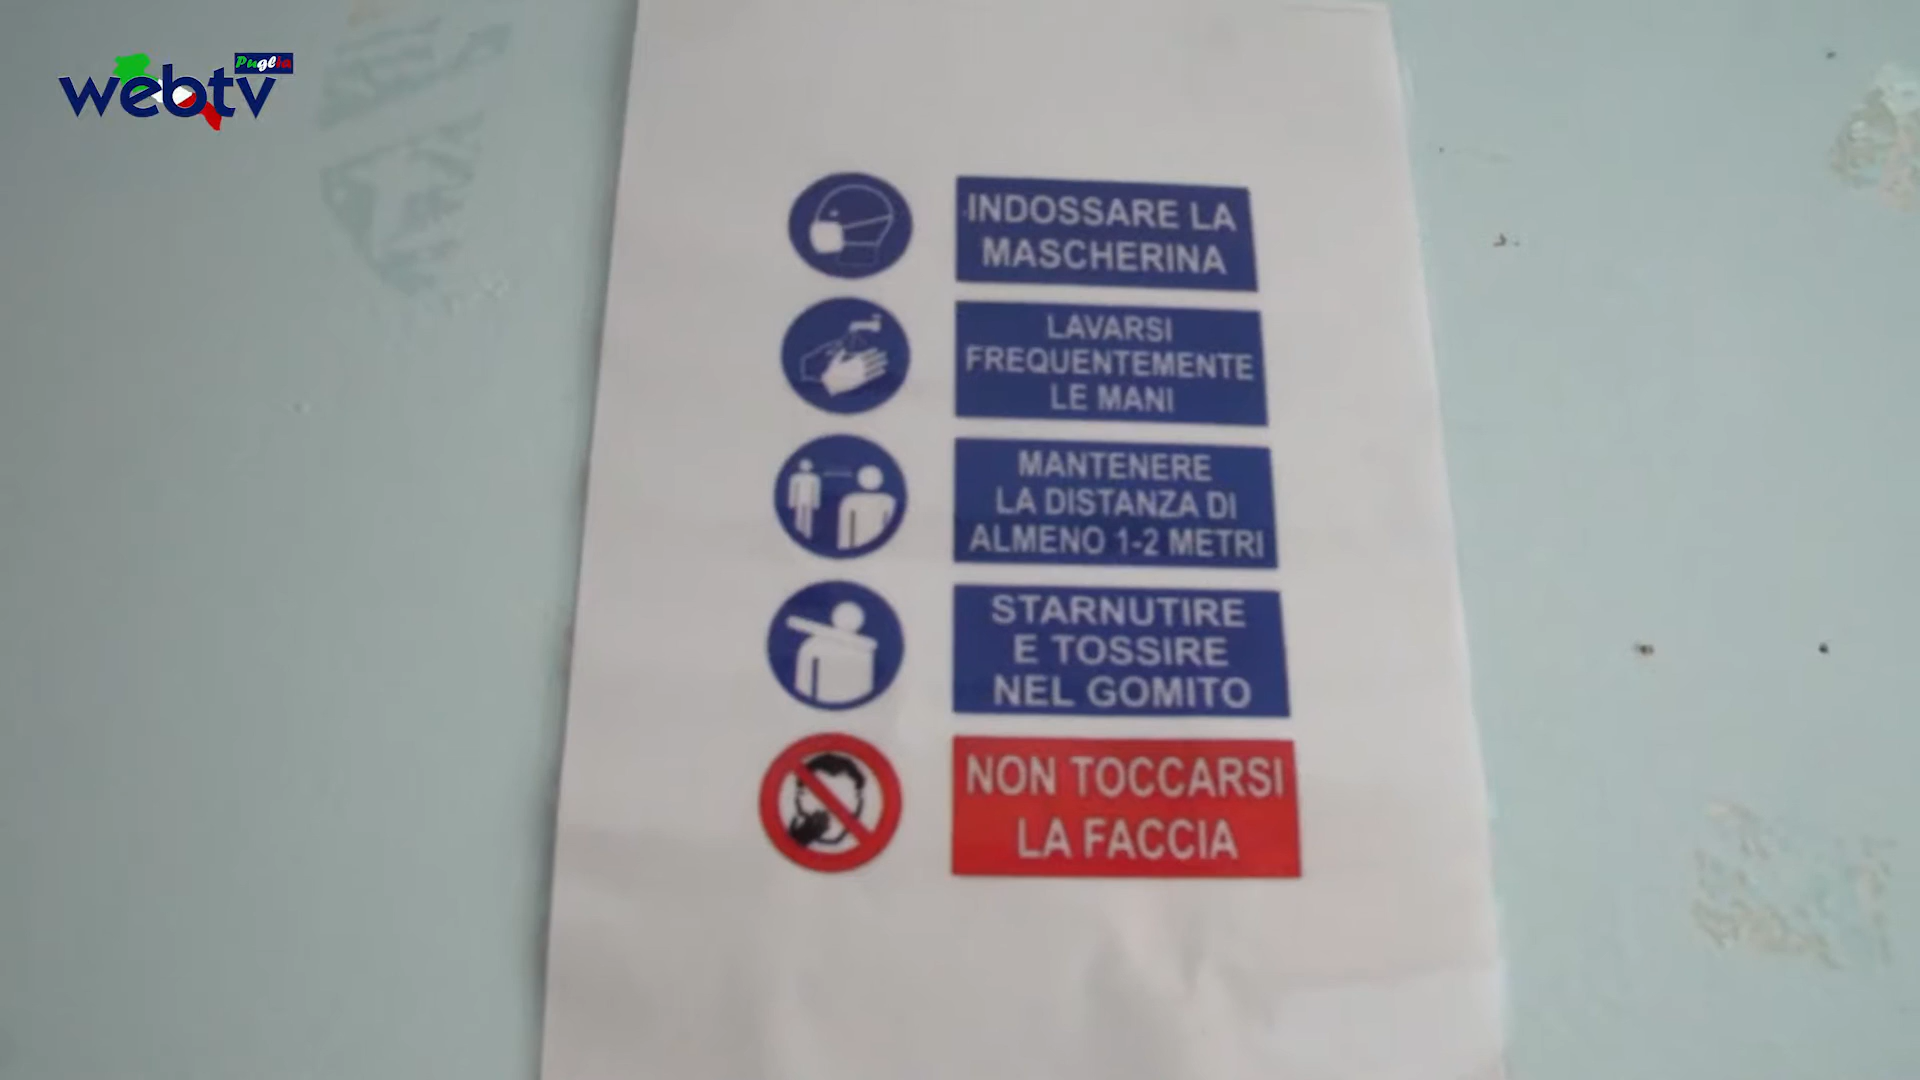 Puglia
webtv
INDOSSARE LA
MASCHERINA
LAVARSI
FREQUENTEMENTE
LE MANI
MANTENERE
LA DISTANZA DI
ALMENO 1-2 METRI
STARNUTIRE
E TOSSIRE
NEL GOMITO
NON TOCCARSI
LA FACCIA